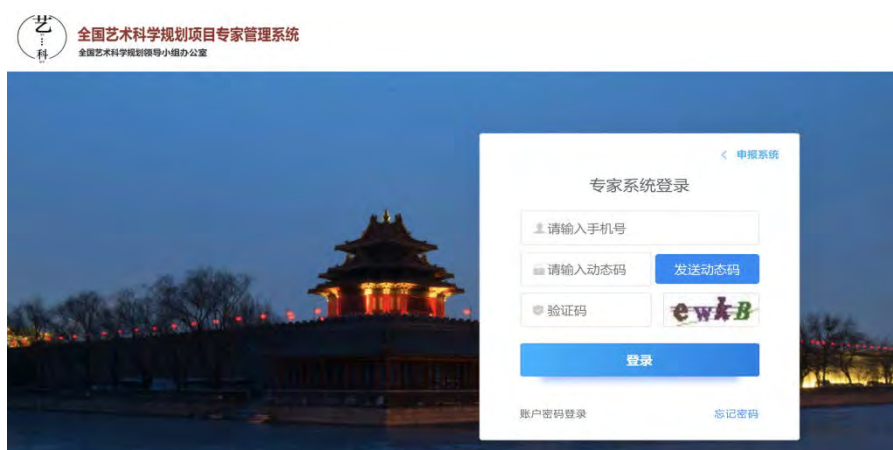 艺
科
全国艺术科学规划项目专家管理系统
全国艺术科学规划领导小组办公室
< 申报系统
专家系统登录
请输入手机号
请输入动态码
发送动态码
验证码
ewkB
登录
账户密码登录
忘记密码